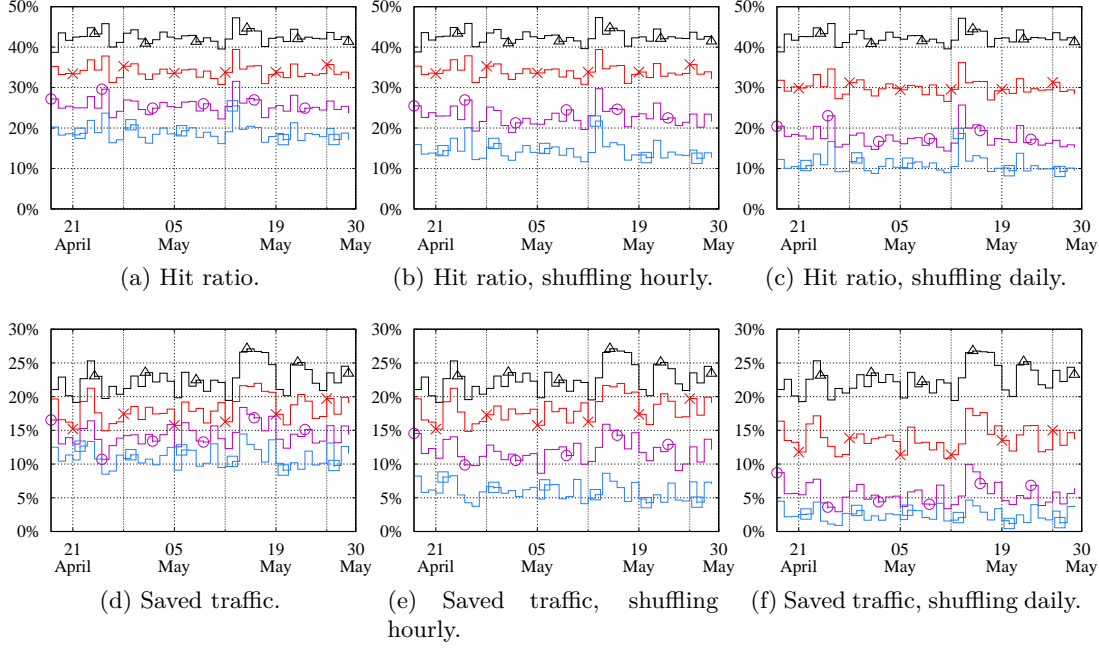 50%
40%
30%
20%
10%
0%
21 05 19 30
April May May May
(a) Hit ratio.
50%
40%
30%
20%
10%
0%
21 05 19 30
April May May May
(b) Hit ratio, shuffling hourly.
50%
40%
30%
20%
10%
0%
21 05 19 30
April May May May
(c) Hit ratio, shuffling daily.
30%
25%
20%
15%
10%
5%
0%
21 05 19 30
April May May May
(d) Saved traffic.
30%
25%
20%
15%
10%
5%
0%
21 05 19 30
April May May May
(e) Saved traffic, shuffling
hourly.
30%
25%
20%
15%
10%
5%
0%
21 05 19 30
April May May May
(f) Saved traffic, shuffling daily.